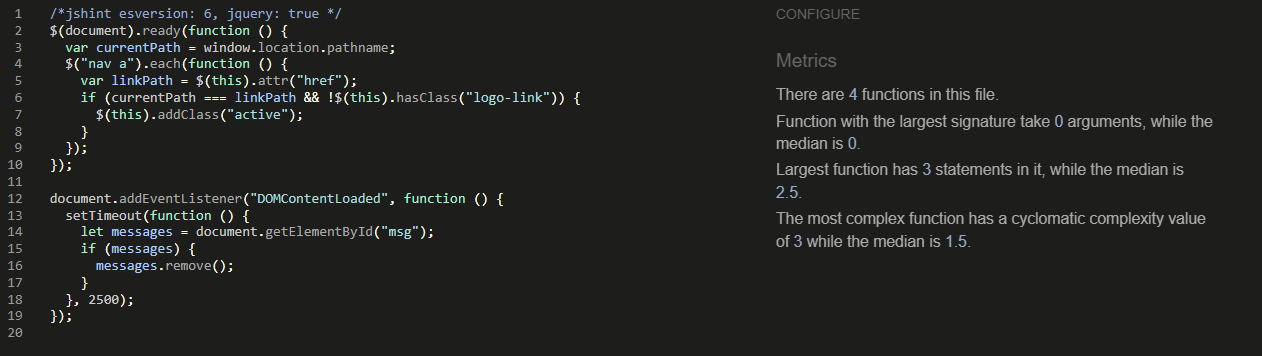 1 /*jshint esversion: 6, jquery: true */
2 $(document).ready(function () {
3   var currentPath = window.location.pathname;
4   $("nav a").each(function () {
5     var linkPath = $(this).attr("href");
6     if (currentPath === linkPath && !$(this).hasClass("logo-link")) {
7       $(this).addClass("active");
8     }
9   });
10 });
11
12 document.addEventListener("DOMContentLoaded", function () {
13   setTimeout(function () {
14     let messages = document.getElementById("msg");
15     if (messages) {
16       messages.remove();
17     }
18   }, 2500);
19 });
20
CONFIGURE
Metrics
There are 4 functions in this file.
Function with the largest signature take 0 arguments, while the
median is 0.
Largest function has 3 statements in it, while the median is
2.5.
The most complex function has a cyclomatic complexity value
of 3 while the median is 1.5.